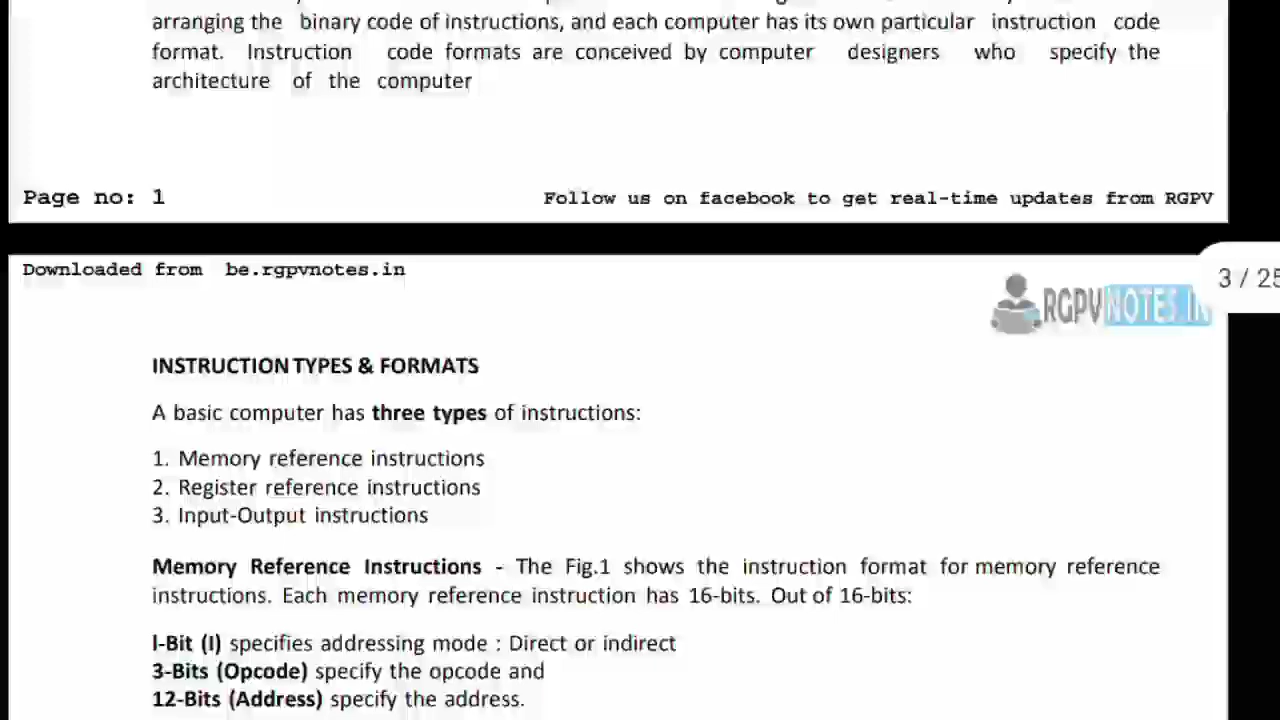 arranging the binary code of instructions, and each computer has its own particular instruction code
format. Instruction code formats are conceived by computer designers who specify the
architecture of the computer
Page no: 1
Follow us on facebook to get real-time updates from RGPV
Downloaded from be.rgpvnotes.in
RGPVNOTES.IN
3 / 25
INSTRUCTION TYPES & FORMATS
A basic computer has three types of instructions:
1. Memory reference instructions
2. Register reference instructions
3. Input-Output instructions
Memory Reference Instructions - The Fig.1 shows the instruction format for memory reference
instructions. Each memory reference instruction has 16-bits. Out of 16-bits:
I-Bit (I) specifies addressing mode : Direct or indirect
3-Bits (Opcode) specify the opcode and
12-Bits (Address) specify the address.